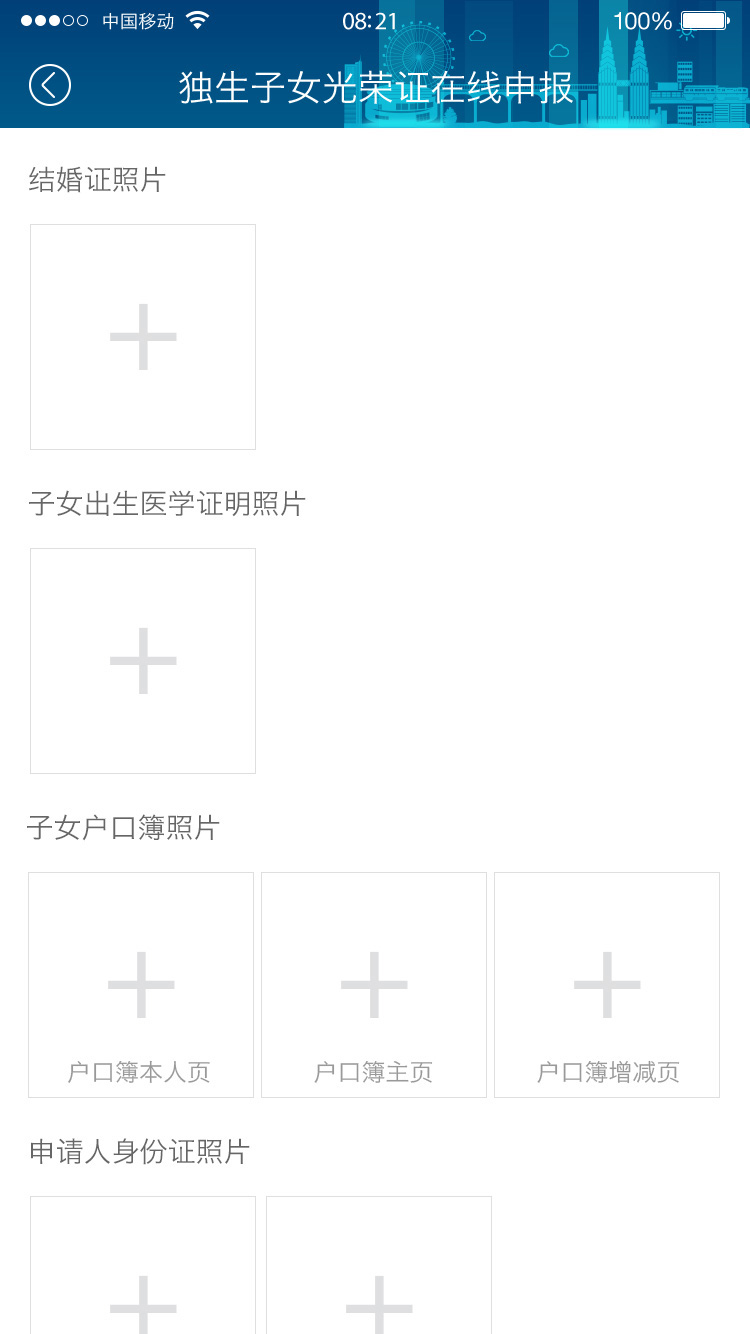 中国移动 08:21 100%
独生子女光荣证在线申报
结婚证照片
子女出生医学证明照片
子女户口簿照片
户口簿本人页 户口簿主页 户口簿增减页
申请人身份证照片